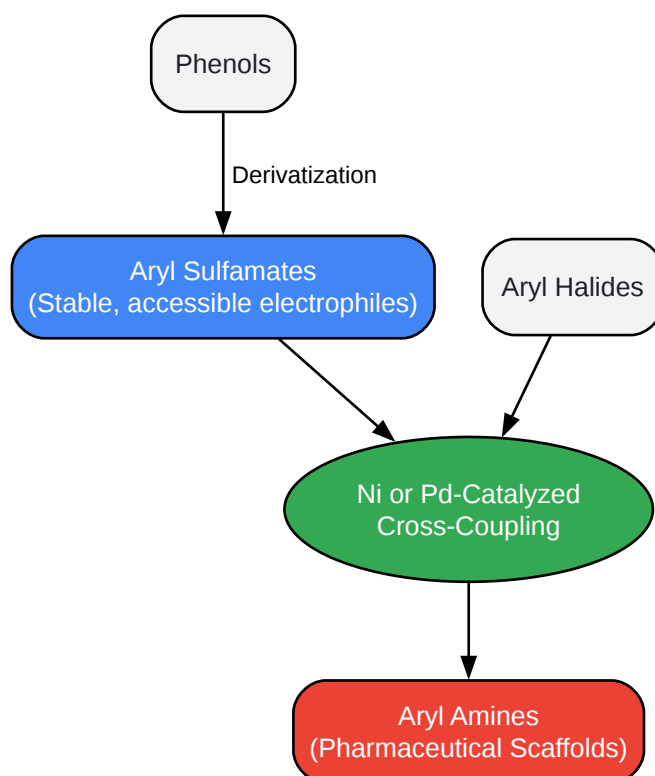 Phenols
Derivatization
Aryl Sulfamates
(Stable, accessible electrophiles)
Aryl Halides
Ni or Pd-Catalyzed
Cross-Coupling
Aryl Amines
(Pharmaceutical Scaffolds)